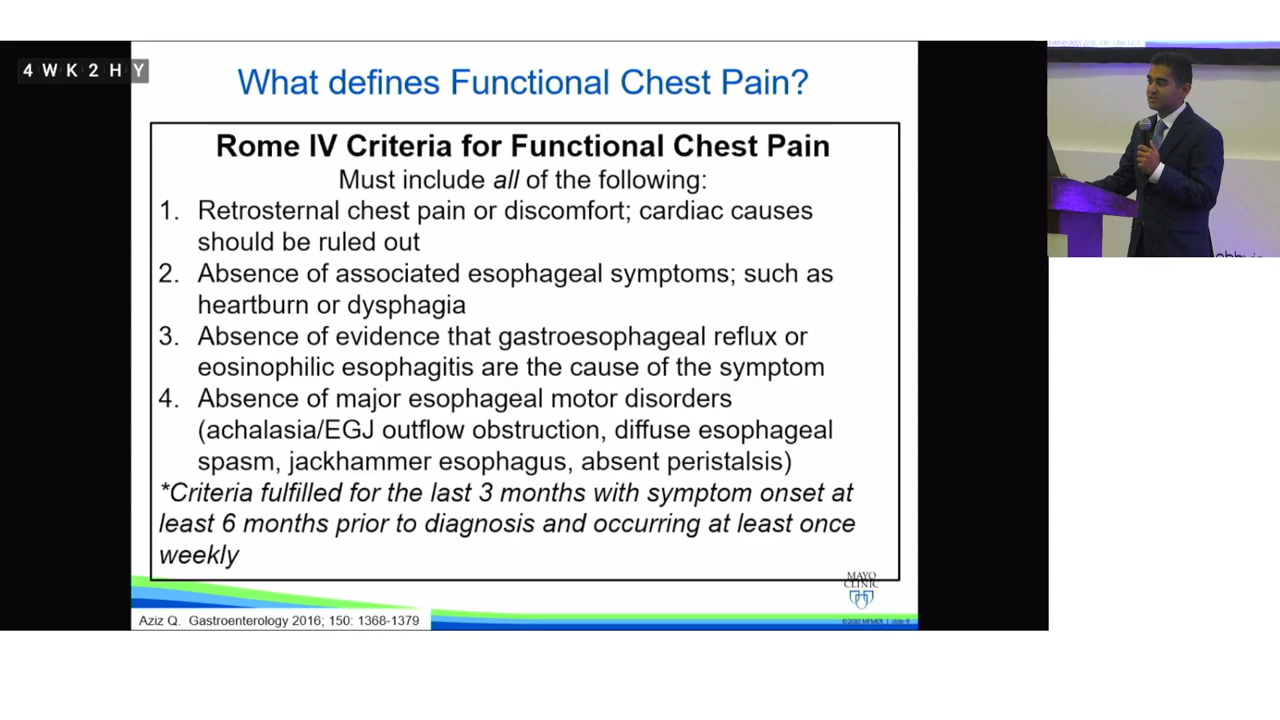 4WK2HY
What defines Functional Chest Pain?
Rome IV Criteria for Functional Chest Pain
Must include all of the following:
1. Retrosternal chest pain or discomfort; cardiac causes
should be ruled out
2. Absence of associated esophageal symptoms; such as
heartburn or dysphagia
3. Absence of evidence that gastroesophageal reflux or
eosinophilic esophagitis are the cause of the symptom
4. Absence of major esophageal motor disorders
(achalasia/EGJ outflow obstruction, diffuse esophageal
spasm, jackhammer esophagus, absent peristalsis)
*Criteria fulfilled for the last 3 months with symptom onset at
least 6 months prior to diagnosis and occurring at least once
weekly
MAYO
CLINIC
Aziz Q. Gastroenterology 2016; 150: 1368-1379